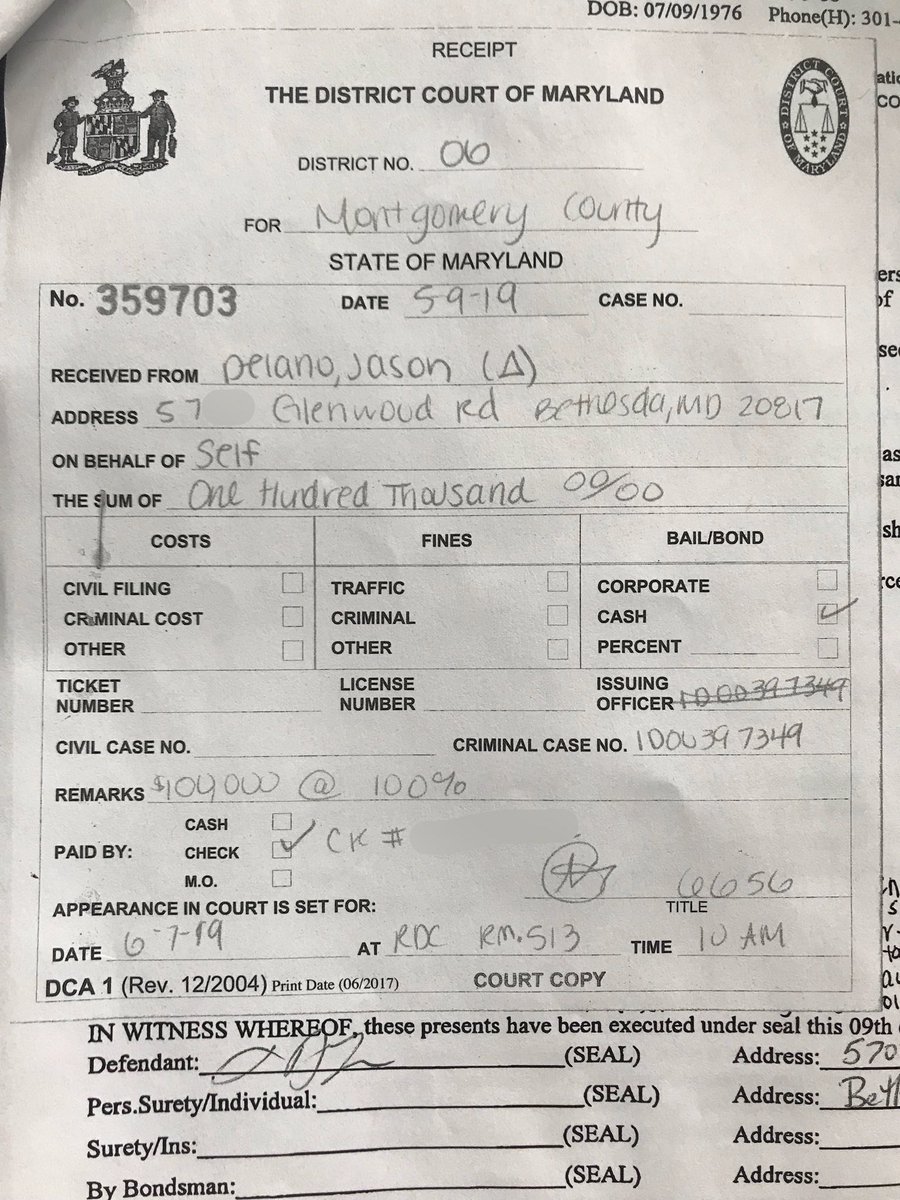 DOB: 07/09/1976 Phone(H): 301-
RECEIPT
THE DISTRICT COURT OF MARYLAND
DISTRICT COURT OF MARYLAND
DISTRICT NO. 06
FOR Montgomery County
STATE OF MARYLAND
No. 359703 DATE 5-9-19 CASE NO.
RECEIVED FROM Delano, Jason (Δ)
ADDRESS 57 Glenwood Rd Bethesda, MD 20817
ON BEHALF OF Self
THE SUM OF One Hundred Thousand 00/00
COSTS FINES BAIL/BOND
CIVIL FILING TRAFFIC CORPORATE
CRIMINAL COST CRIMINAL CASH
OTHER OTHER PERCENT
TICKET NUMBER LICENSE NUMBER ISSUING OFFICER 1D00397349
CIVIL CASE NO. CRIMINAL CASE NO. 1D00397349
REMARKS @ 100%
CASH
PAID BY: CHECK CK #
M.O. 6656
APPEARANCE IN COURT IS SET FOR: TITLE
DATE 6-7-19 AT RDC RM. 513 TIME 10 AM
DCA 1 (Rev. 12/2004) Print Date (06/2017) COURT COPY
IN WITNESS WHEREOF, these presents have been executed under seal this 09th
Defendant: (SEAL) Address: 570
Pers.Surety/Individual: (SEAL) Address: Beth
Surety/Ins: (SEAL) Address:
By Bondsman: (SEAL) Address: